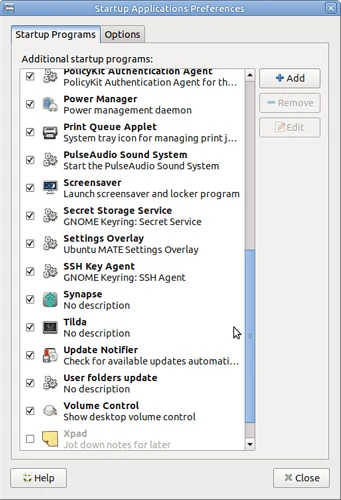 Startup Applications Preferences
Startup Programs
Options
Additional startup programs:
PolicyKit Authentication Agent
PolicyKit Authentication Agent for th...
Power Manager
Power management daemon
Print Queue Applet
System tray icon for managing print j...
PulseAudio Sound System
Start the PulseAudio Sound System
Screensaver
Launch screensaver and locker program
Secret Storage Service
GNOME Keyring: Secret Service
Settings Overlay
Ubuntu MATE Settings Overlay
SSH Key Agent
GNOME Keyring: SSH Agent
Synapse
No description
Tilda
No description
Update Notifier
Check for available updates automati...
User folders update
No description
Volume Control
Show desktop volume control
Xpad
Jot down notes for later
Add
Remove
Edit
Help
Close